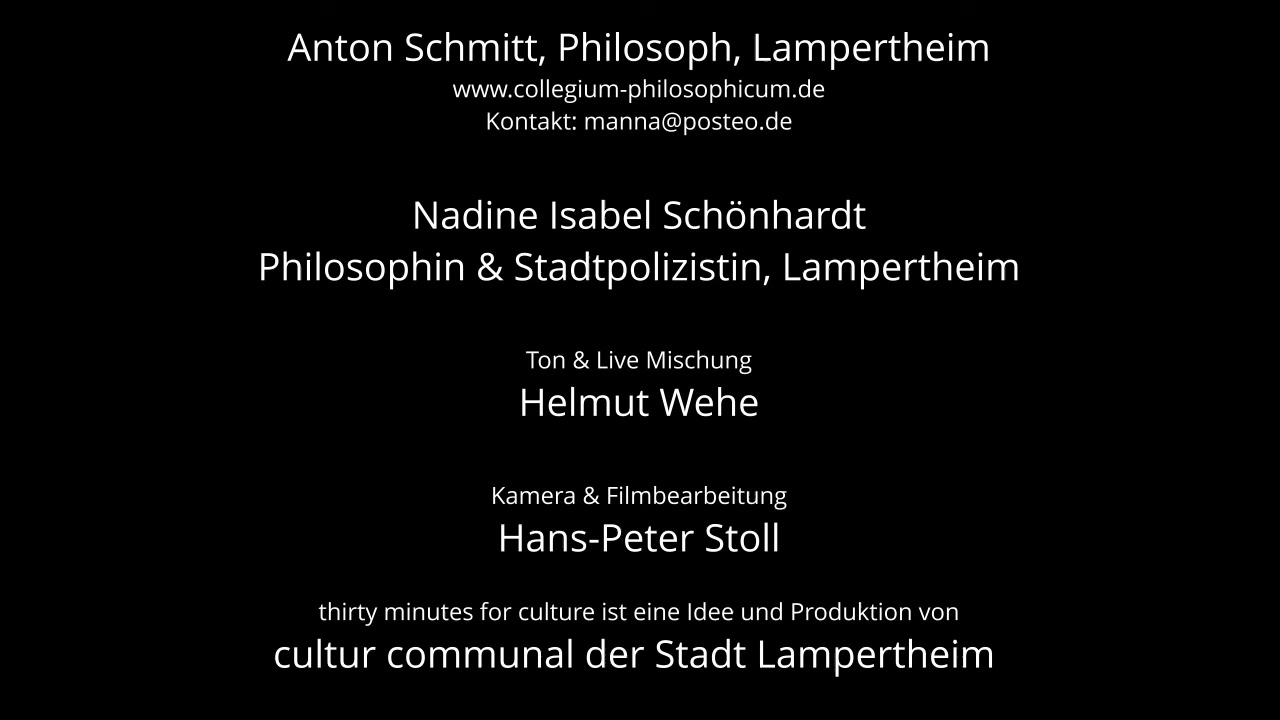 Anton Schmitt, Philosoph, Lampertheim
www.collegium-philosophicum.de
Kontakt: manna@posteo.de
Nadine Isabel Schönhardt
Philosophin & Stadtpolizistin, Lampertheim
Ton & Live Mischung
Helmut Wehe
Kamera & Filmbearbeitung
Hans-Peter Stoll
thirty minutes for culture ist eine Idee und Produktion von
cultur communal der Stadt Lampertheim